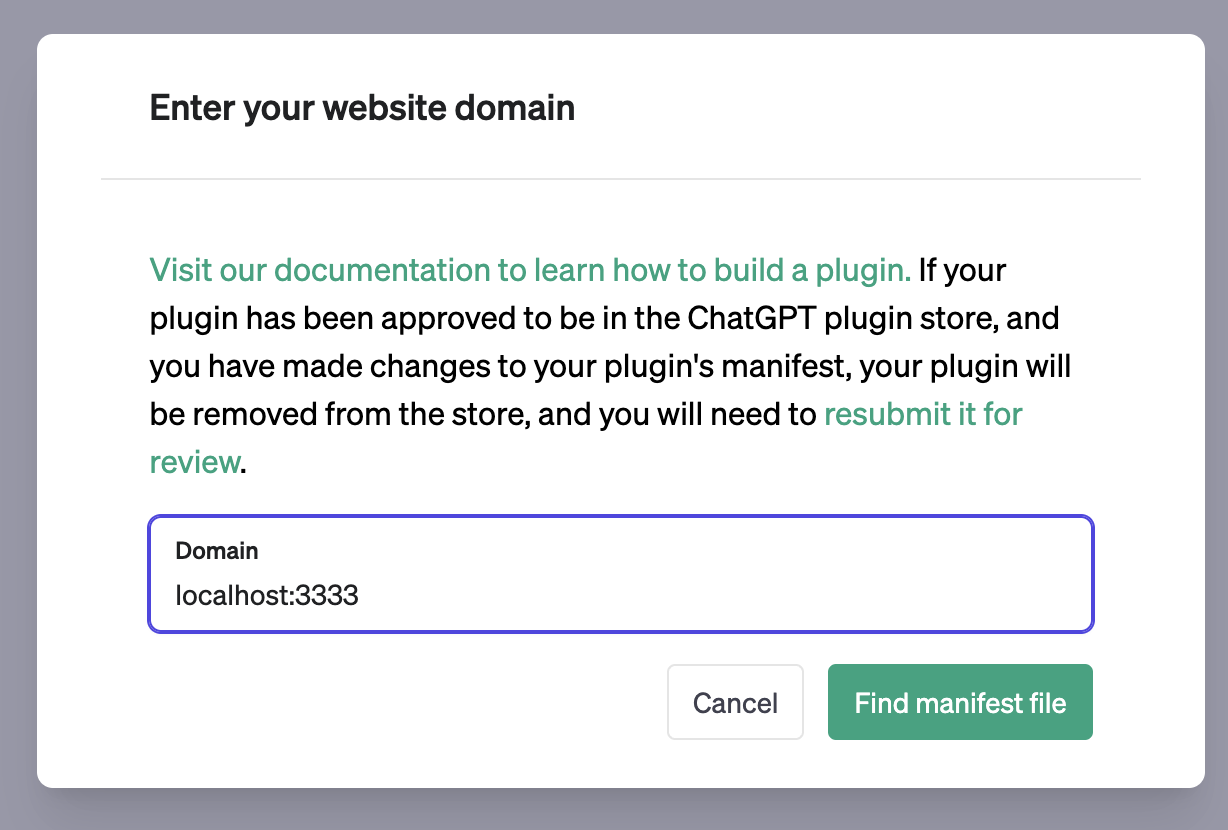 Enter your website domain
Visit our documentation to learn how to build a plugin. If your
plugin has been approved to be in the ChatGPT plugin store, and
you have made changes to your plugin's manifest, your plugin will
be removed from the store, and you will need to resubmit it for
review.
Domain
localhost:3333
Cancel
Find manifest file